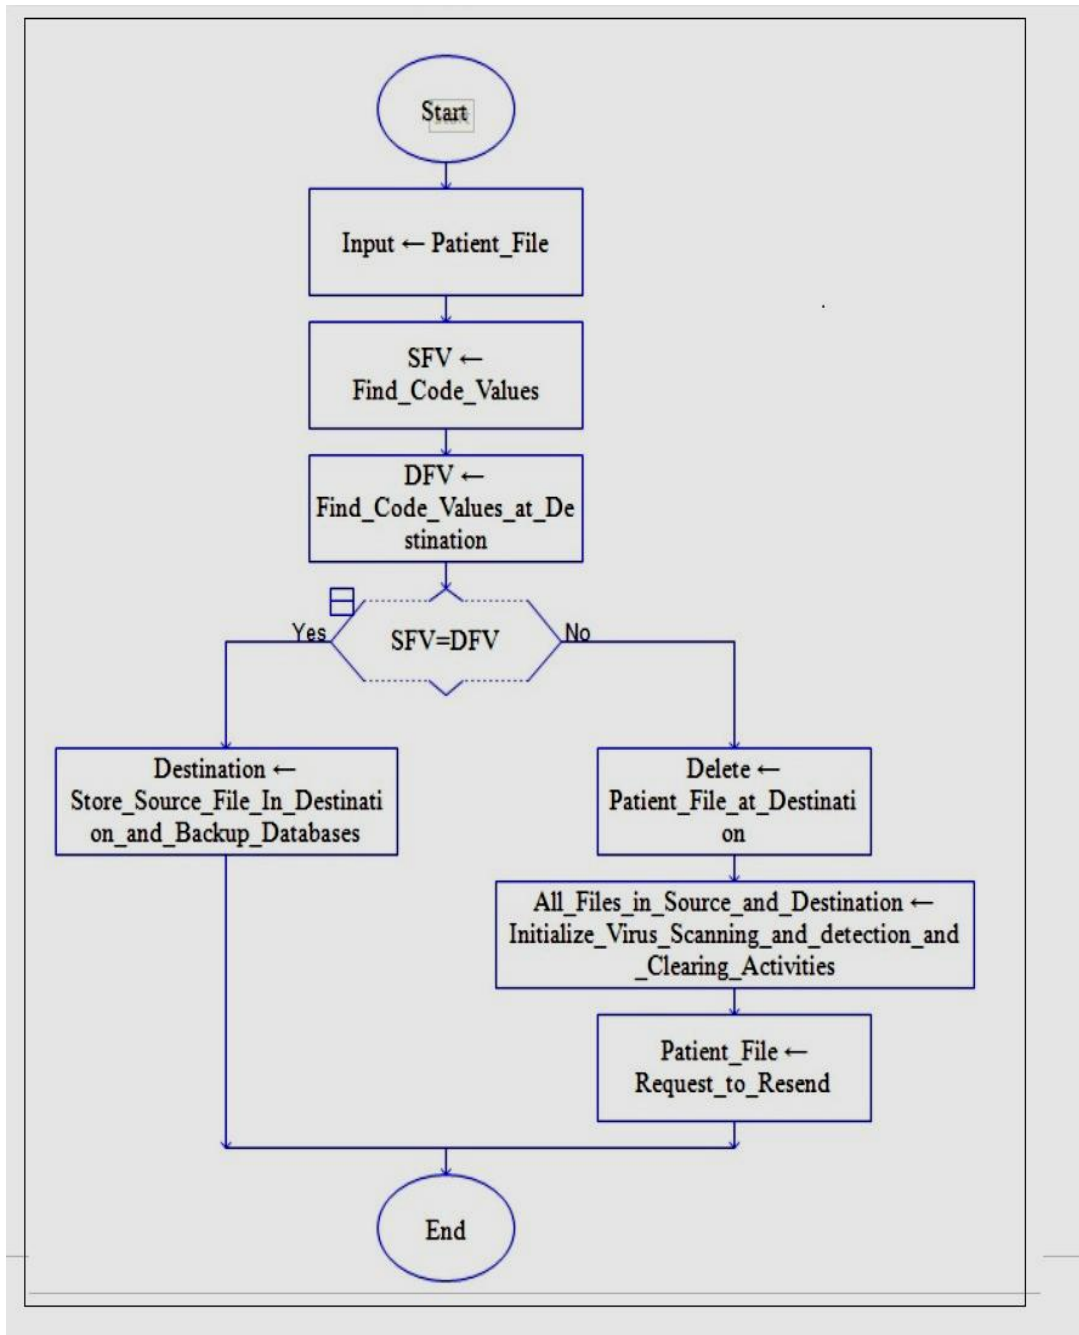 Start
Input ← Patient_File
SFV ←
Find_Code_Values
DFV ←
Find_Code_Values_at_De
stination
SFV=DFV
Yes
No
Destination ←
Store_Source_File_In_Destinati
on_and_Backup_Databases
Delete ←
Patient_File_at_Destinati
on
All_Files_in_Source_and_Destination ←
Initialize_Virus_Scanning_and_detection_and
_Clearing_Activities
Patient_File ←
Request_to_Resend
End